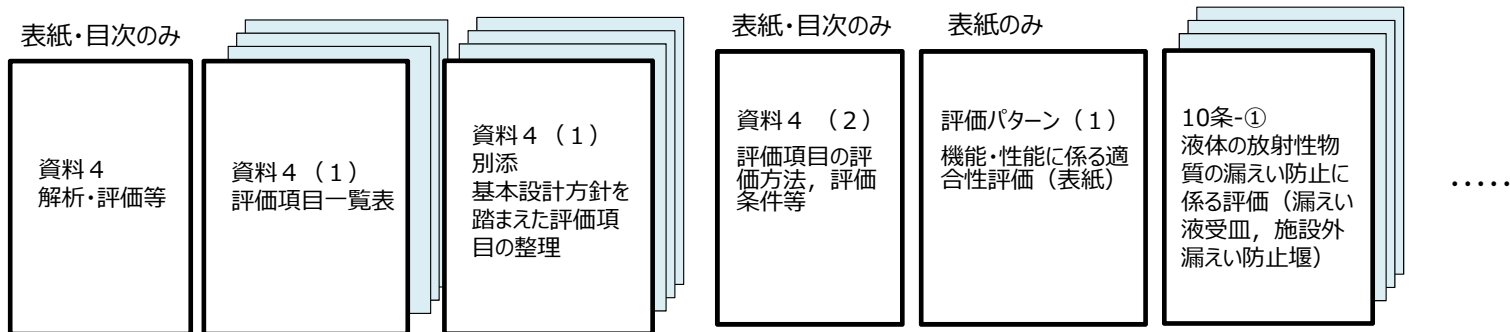 表紙・目次のみ
資料４
解析・評価等
資料４（１）
評価項目一覧表
資料４（１）
別添
基本設計方針を
踏まえた評価項
目の整理
表紙・目次のみ
資料４　（２）
評価項目の評
価方法，評価
条件等
表紙のみ
評価パターン（１）
機能・性能に係る適
合性評価（表紙）
10条-①
液体の放射性物
質の漏えい防止に
係る評価（漏えい
液受皿，施設外
漏えい防止堰）
・・・・・